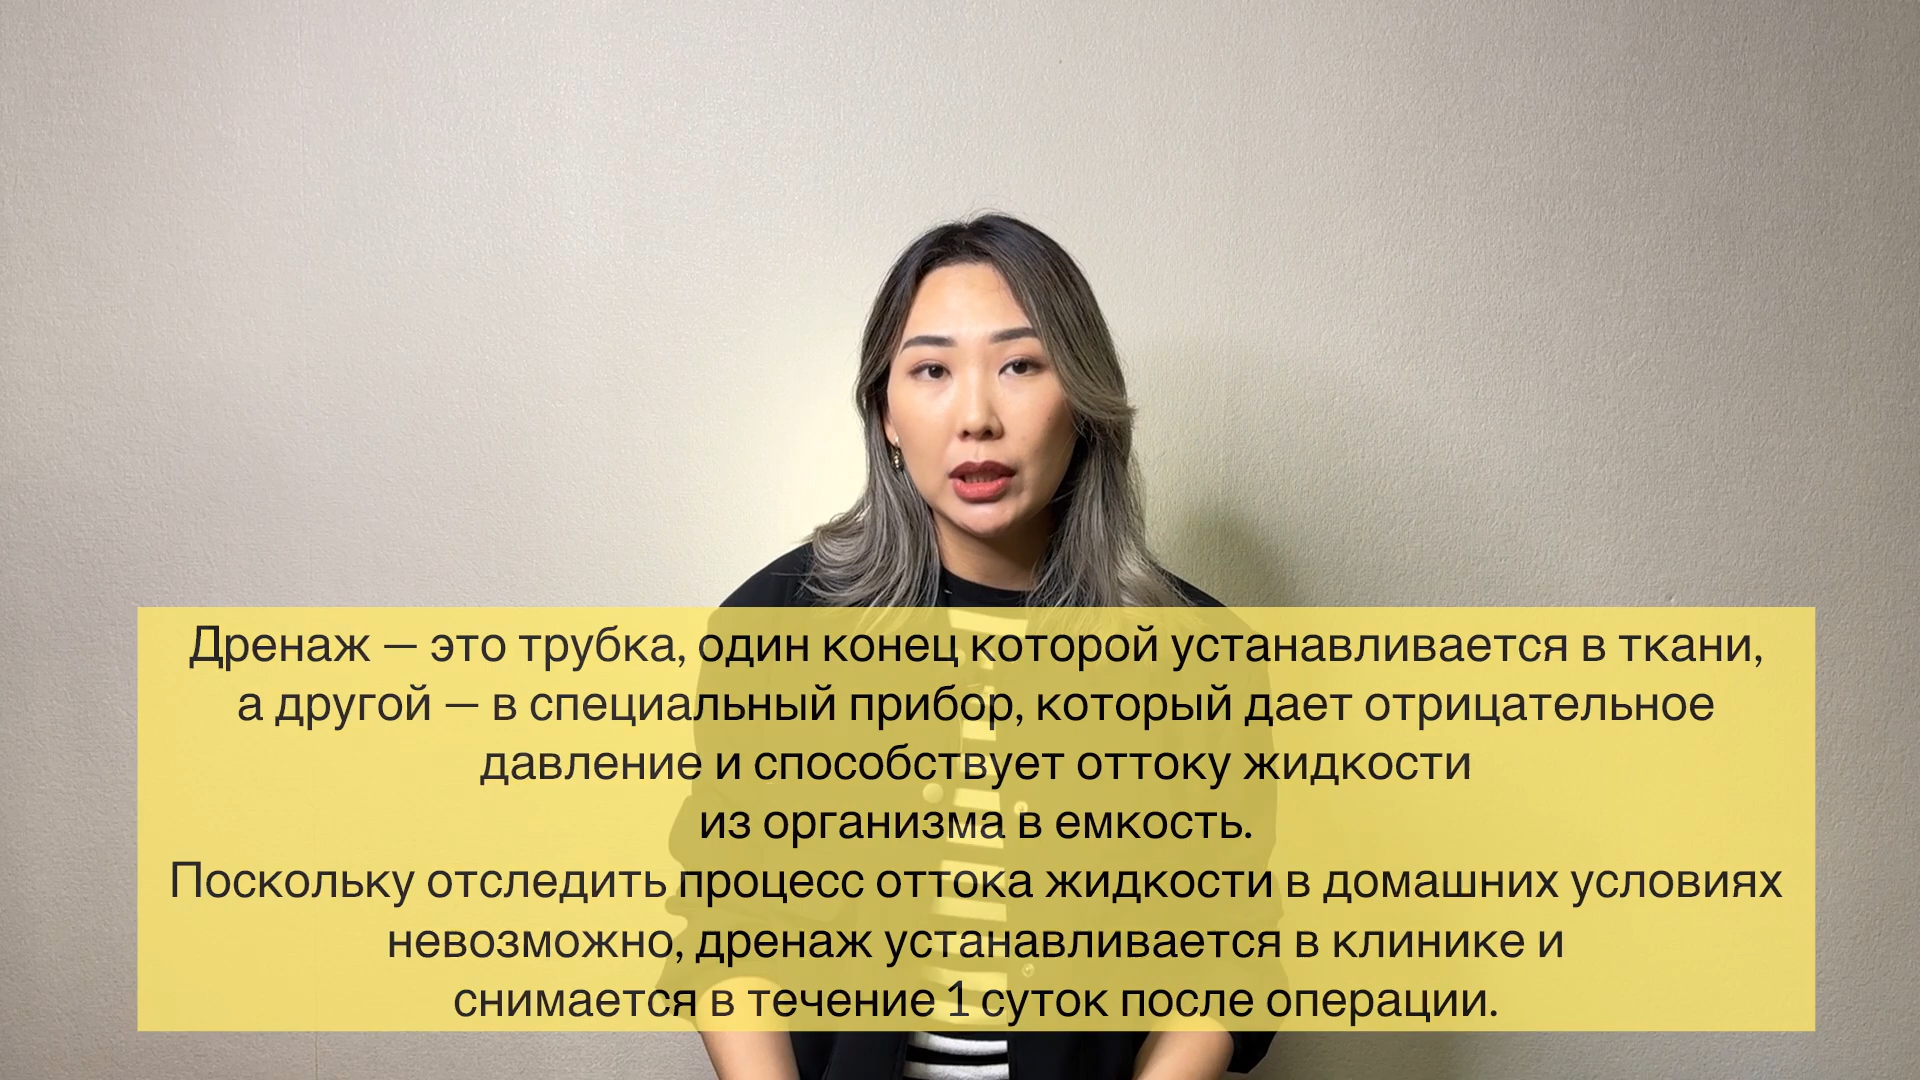 Дренаж — это трубка, один конец которой устанавливается в ткани,
а другой — в специальный прибор, который дает отрицательное
давление и способствует оттоку жидкости
из организма в емкость.
Поскольку отследить процесс оттока жидкости в домашних условиях
невозможно, дренаж устанавливается в клинике и
снимается в течение 1 суток после операции.